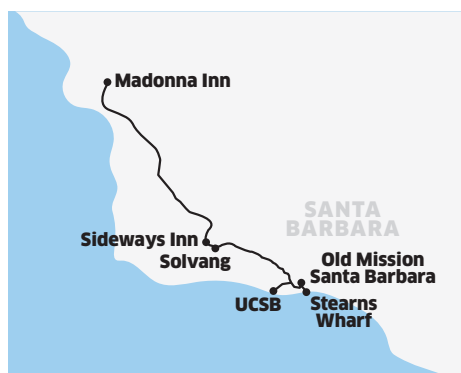 Madonna Inn
SANTA
BARBARA
Sideways Inn
Solvang
Old Mission
Santa Barbara
UCSB
Stearns
Wharf